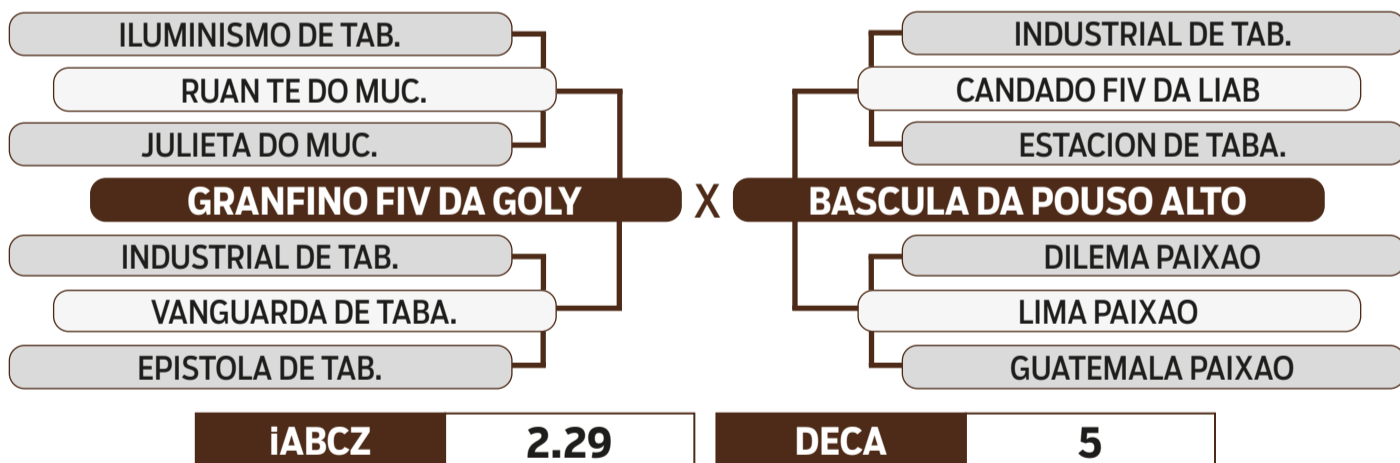 ILUMINISMO DE TAB.
RUAN TE DO MUC.
JULIETA DO MUC.
GRANFINO FIV DA GOLY X BASCULA DA POUSO ALTO
INDUSTRIAL DE TAB.
VANGUARDA DE TABA.
EPISTOLA DE TAB.
INDUSTRIAL DE TAB.
CANDADO FIV DA LIAB
ESTACION DE TABA.
DILEMA PAIXAO
LIMA PAIXAO
GUATEMALA PAIXAO
iABCZ 2.29 DECA 5